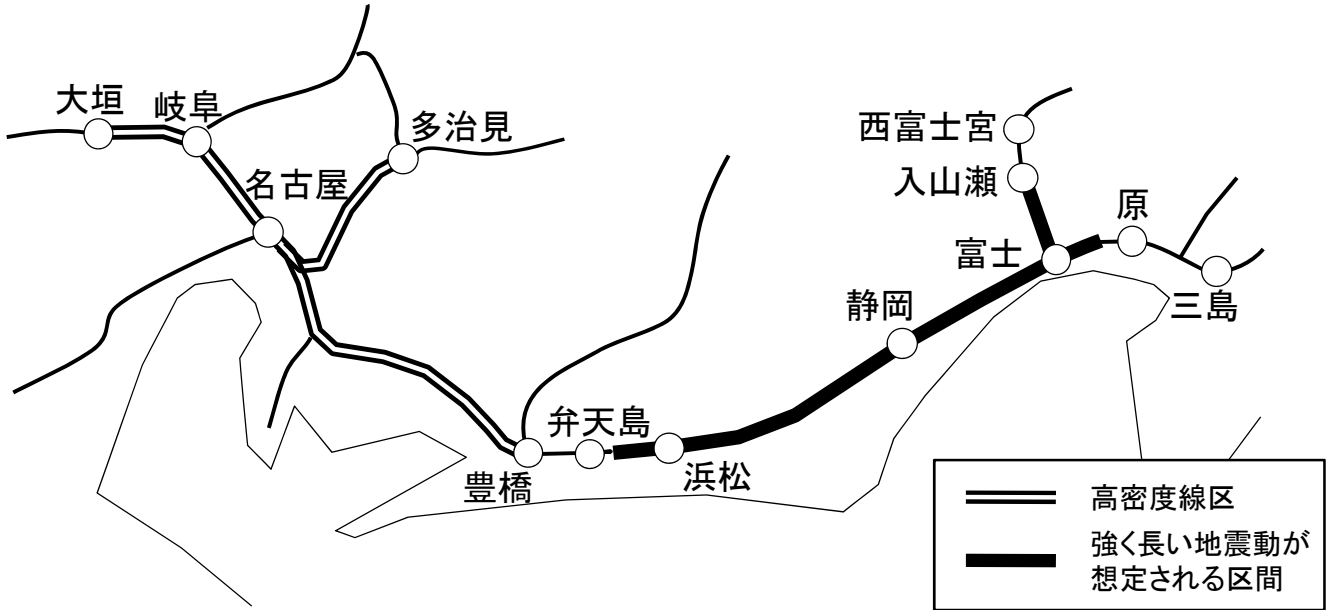 大垣
岐阜
多治見
名古屋
西富士宮
入山瀬
原
富士
三島
静岡
弁天島
豊橋
浜松
高密度線区
強く長い地震動が
想定される区間